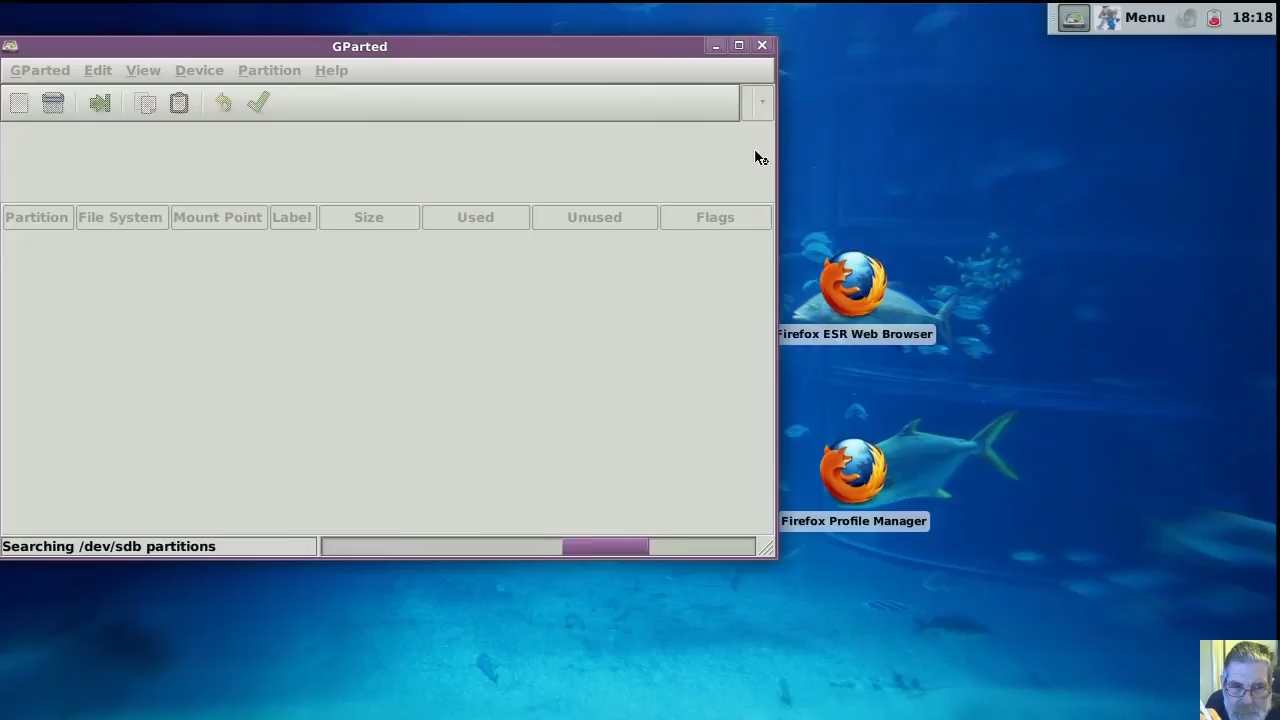 Menu
18:18
GParted
GParted Edit View Device Partition Help
Partition File System Mount Point Label Size Used Unused Flags
Firefox ESR Web Browser
Firefox Profile Manager
Searching /dev/sdb partitions